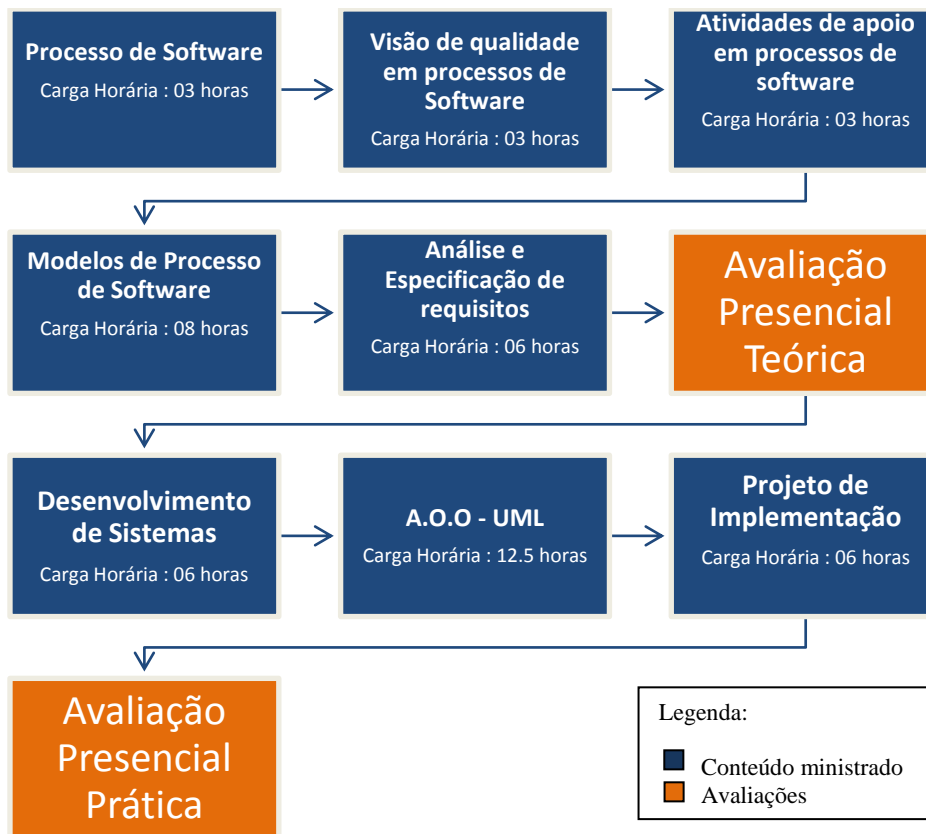 Processo de Software
Carga Horária : 03 horas
Visão de qualidade
em processos de
Software
Carga Horária : 03 horas
Atividades de apoio
em processos de
software
Carga Horária : 03 horas
Modelos de Processo
de Software
Carga Horária : 08 horas
Análise e
Especificação de
requisitos
Carga Horária : 06 horas
Avaliação
Presencial
Teórica
Desenvolvimento
de Sistemas
Carga Horária : 06 horas
A.O.O - UML
Carga Horária : 12.5 horas
Projeto de
Implementação
Carga Horária : 06 horas
Avaliação
Presencial
Prática
Legenda:
Conteúdo ministrado
Avaliações